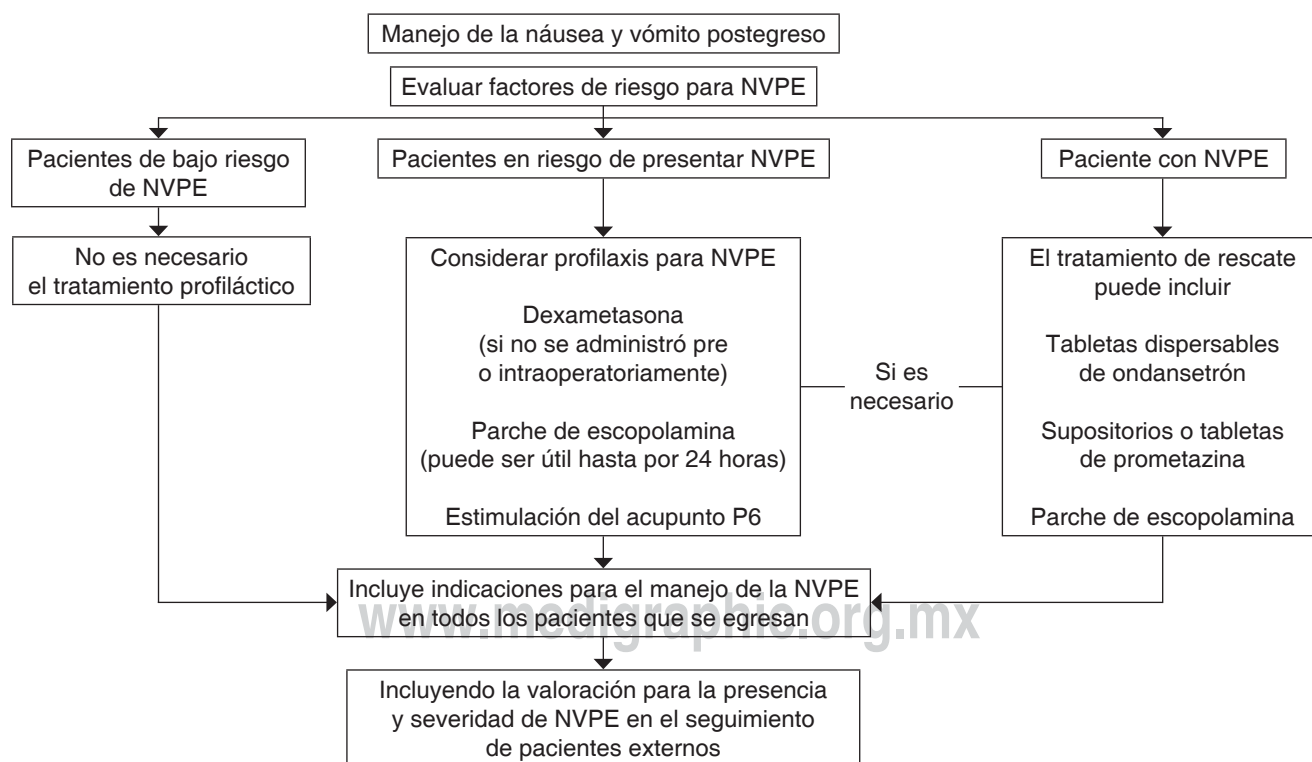 Manejo de la náusea y vómito postegreso
Evaluar factores de riesgo para NVPE
Pacientes de bajo riesgo
de NVPE
Pacientes en riesgo de presentar NVPE
Paciente con NVPE
No es necesario
el tratamiento profiláctico
Considerar profilaxis para NVPE
Dexametasona
(si no se administró pre
o intraoperatoriamente)
Parche de escopolamina
(puede ser útil hasta por 24 horas)
Estimulación del acupunto P6
Si es
necesario
El tratamiento de rescate
puede incluir
Tabletas dispersables
de ondansetrón
Supositorios o tabletas
de prometazina
Parche de escopolamina
Incluye indicaciones para el manejo de la NVPE
en todos los pacientes que se egresan
www.medigraphic.org.mx
Incluyendo la valoración para la presencia
y severidad de NVPE en el seguimiento
de pacientes externos